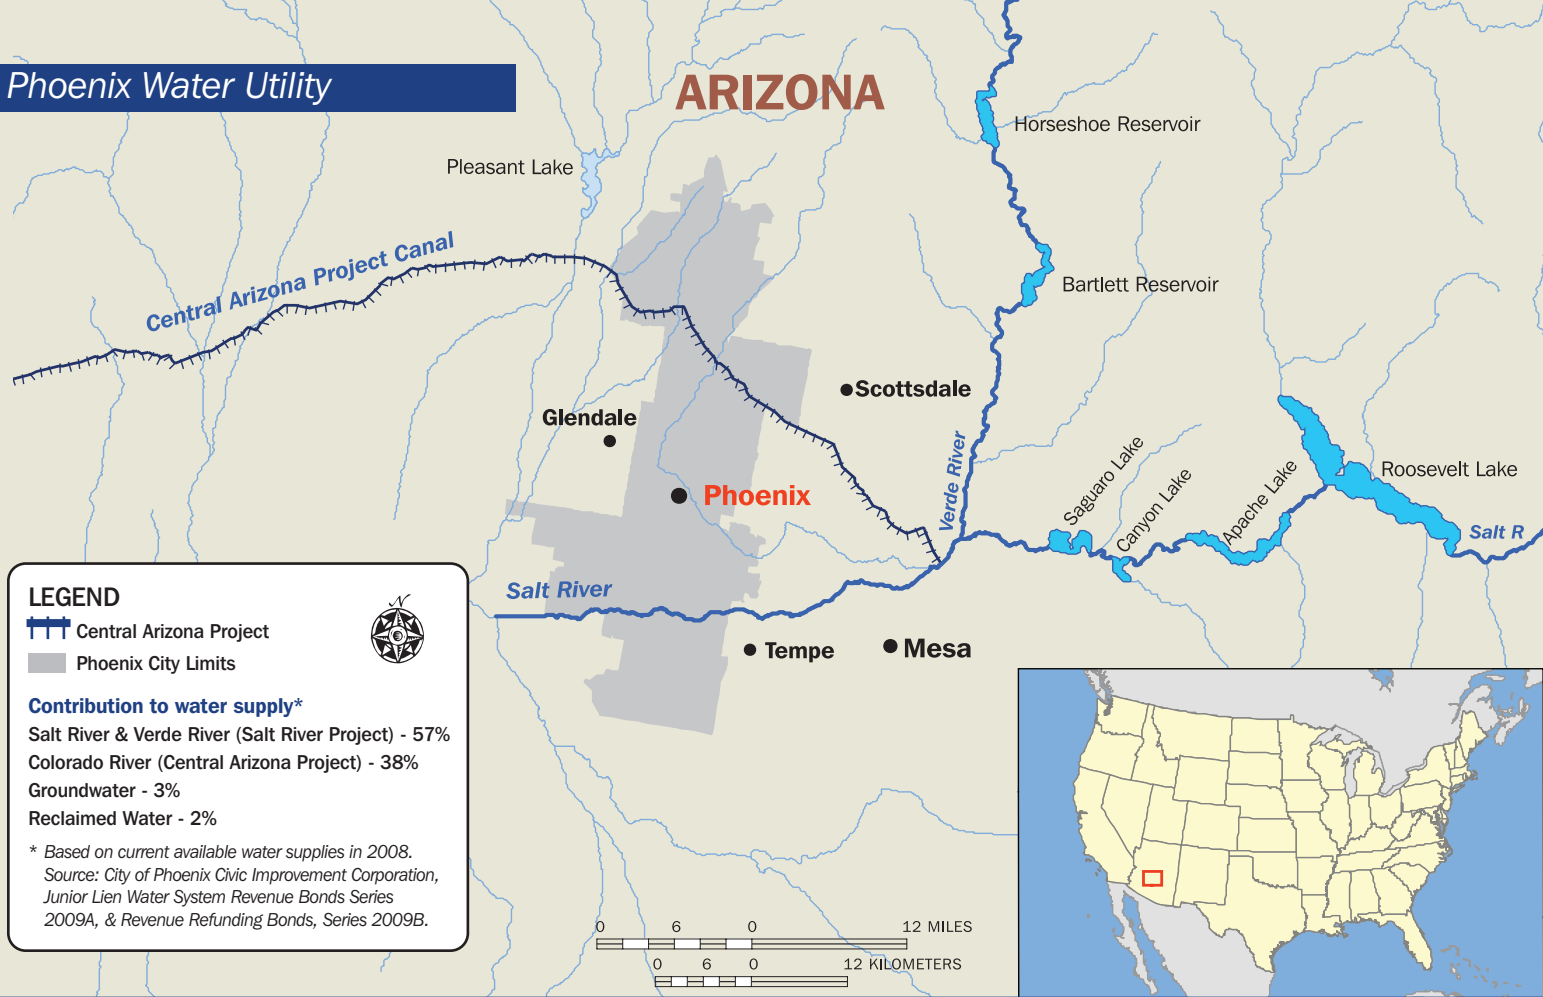 Phoenix Water Utility
ARIZONA
Horseshoe Reservoir
Pleasant Lake
Central Arizona Project Canal
Bartlett Reservoir
Scottsdale
Glendale
Verde River
Saguaro Lake
Canyon Lake
Apache Lake
Roosevelt Lake
Phoenix
Salt R
Salt River
Tempe
Mesa
LEGEND
N
Central Arizona Project
Phoenix City Limits
Contribution to water supply*
Salt River & Verde River (Salt River Project) - 57%
Colorado River (Central Arizona Project) - 38%
Groundwater - 3%
Reclaimed Water - 2%
* Based on current available water supplies in 2008.
Source: City of Phoenix Civic Improvement Corporation,
Junior Lien Water System Revenue Bonds Series
2009A, & Revenue Refunding Bonds, Series 2009B.
0 6 0 12 MILES
0 6 0 12 KILOMETERS